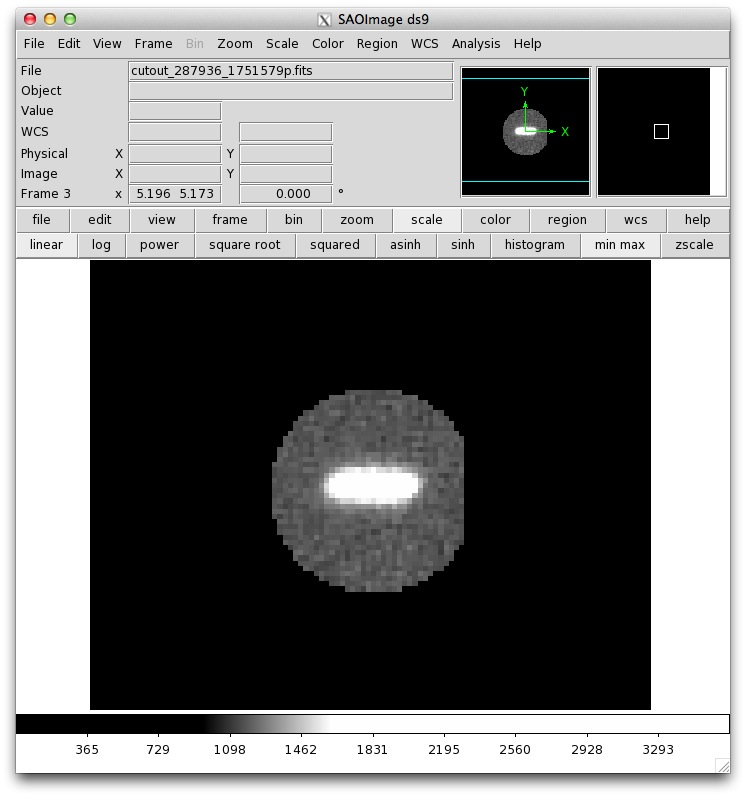 SAOImage ds9
File Edit View Frame Bin Zoom Scale Color Region WCS Analysis Help
File cutout_287936_1751579p.fits
Object
Value
WCS
Physical X Y
Image X Y
Frame 3 x 5.196 5.173 0.000 °
Y
X
file edit view frame bin zoom scale color region wcs help
linear log power square root squared asinh sinh histogram min max zscale
365 729 1098 1462 1831 2195 2560 2928 3293